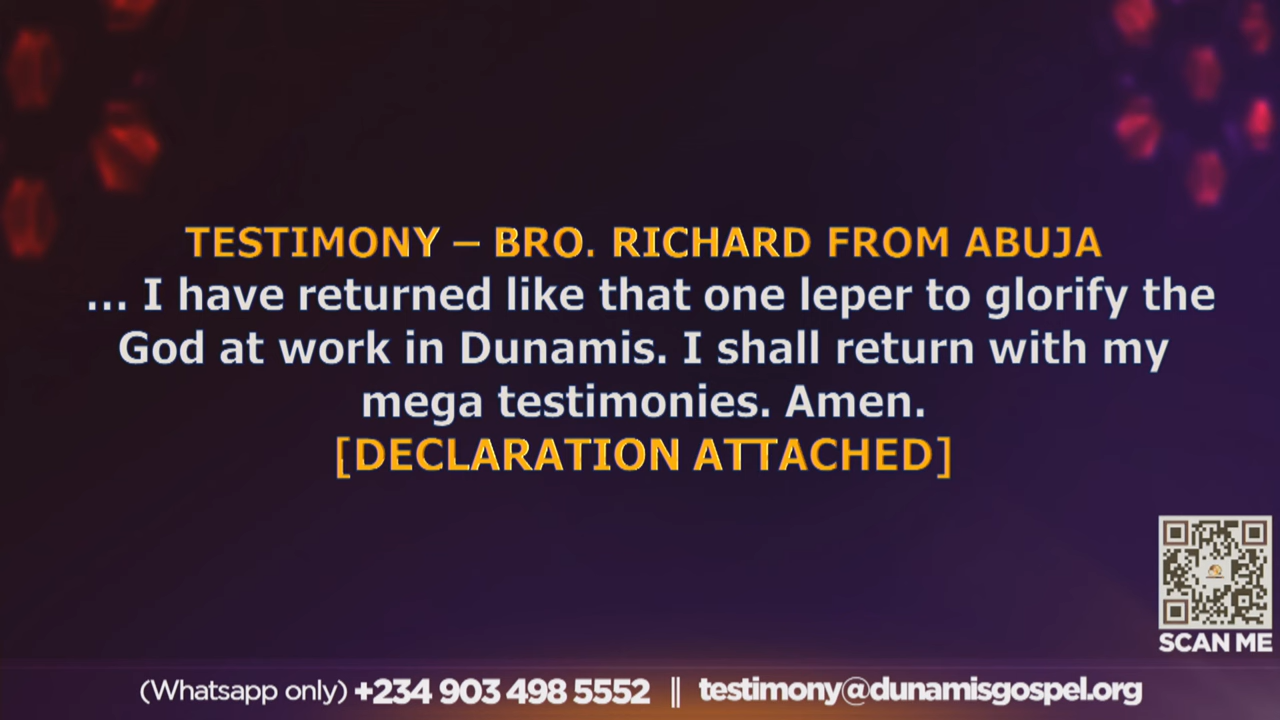 TESTIMONY – BRO. RICHARD FROM ABUJA
... I have returned like that one leper to glorify the
God at work in Dunamis. I shall return with my
mega testimonies. Amen.
[DECLARATION ATTACHED]
SCAN ME
(Whatsapp only) +234 903 498 5552 || testimony@dunamisgospel.org